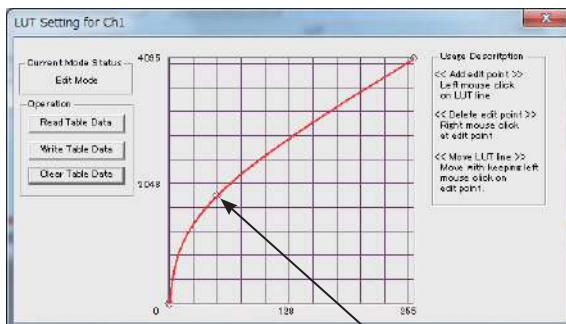 LUT Setting for Ch1
Current Mode Status
Edit Mode
Operation
Read Table Data
Write Table Data
Clear Table Data
4095
2048
0
128
255
Usage Description
<< Add edit point >>
Left mouse click
on LUT line
<< Delete edit point >>
Right mouse click
at edit point
<< Move LUT line >>
Move with keeping left
mouse click on
edit point.